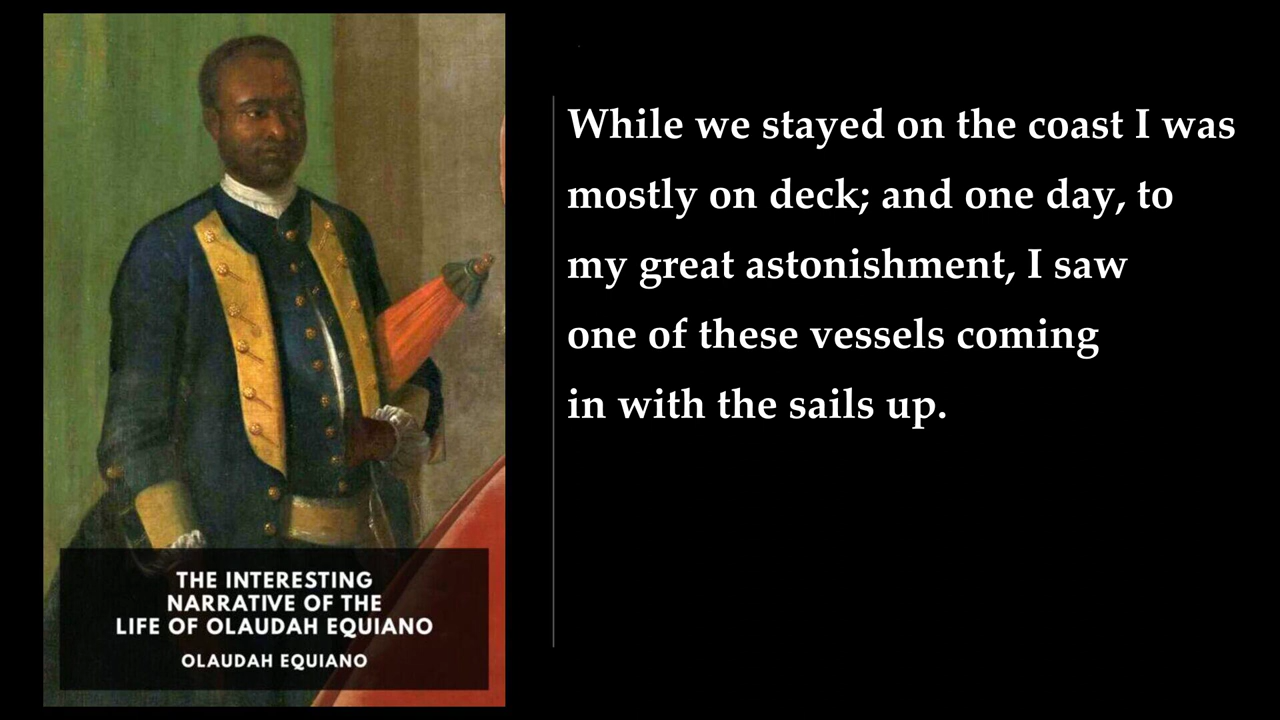 THE INTERESTING
NARRATIVE OF THE
LIFE OF OLAUDAH EQUIANO
OLAUDAH EQUIANO
While we stayed on the coast I was
mostly on deck; and one day, to
my great astonishment, I saw
one of these vessels coming
in with the sails up.